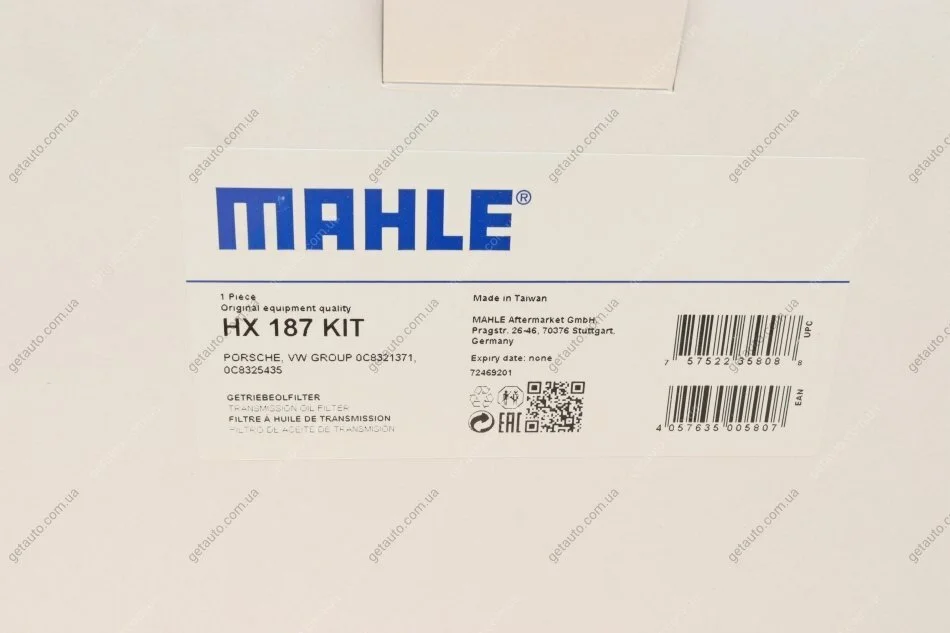 MAHLE®
1 Piece
Original equipment quality
HX 187 KIT
PORSCHE, VW GROUP 0C8321371,
0C8325435
GETRIEBEOLFILTER
TRANSMISSION OIL FILTER
FILTRE À HUILE DE TRANSMISSION
FILTRO DE ACEITE DE TRANSMISIÓN
Made in Taiwan
MAHLE Aftermarket GmbH,
Pragstr. 26-46, 70376 Stuttgart,
Germany
Expiry date: none
72469201
EAC
UPC
7 57522 35808 8
EAN
4 057635 005807
getauto.com.ua